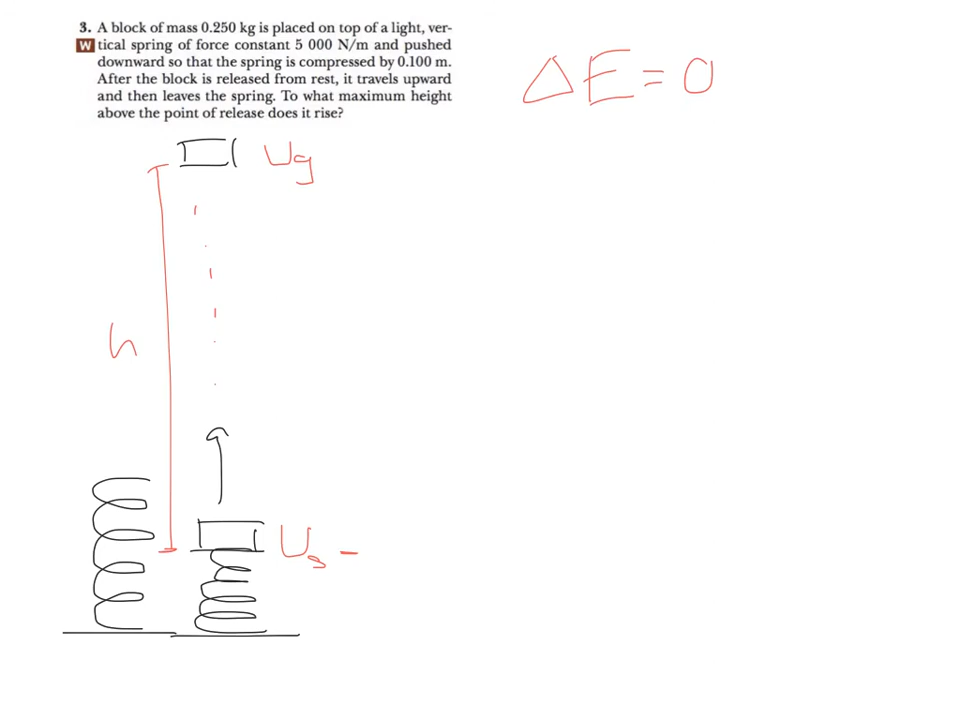 3. A block of mass 0.250 kg is placed on top of a light, ver-
W tical spring of force constant 5 000 N/m and pushed
downward so that the spring is compressed by 0.100 m.
After the block is released from rest, it travels upward
and then leaves the spring. To what maximum height
above the point of release does it rise?
ΔE = 0
Ug
h
Us -